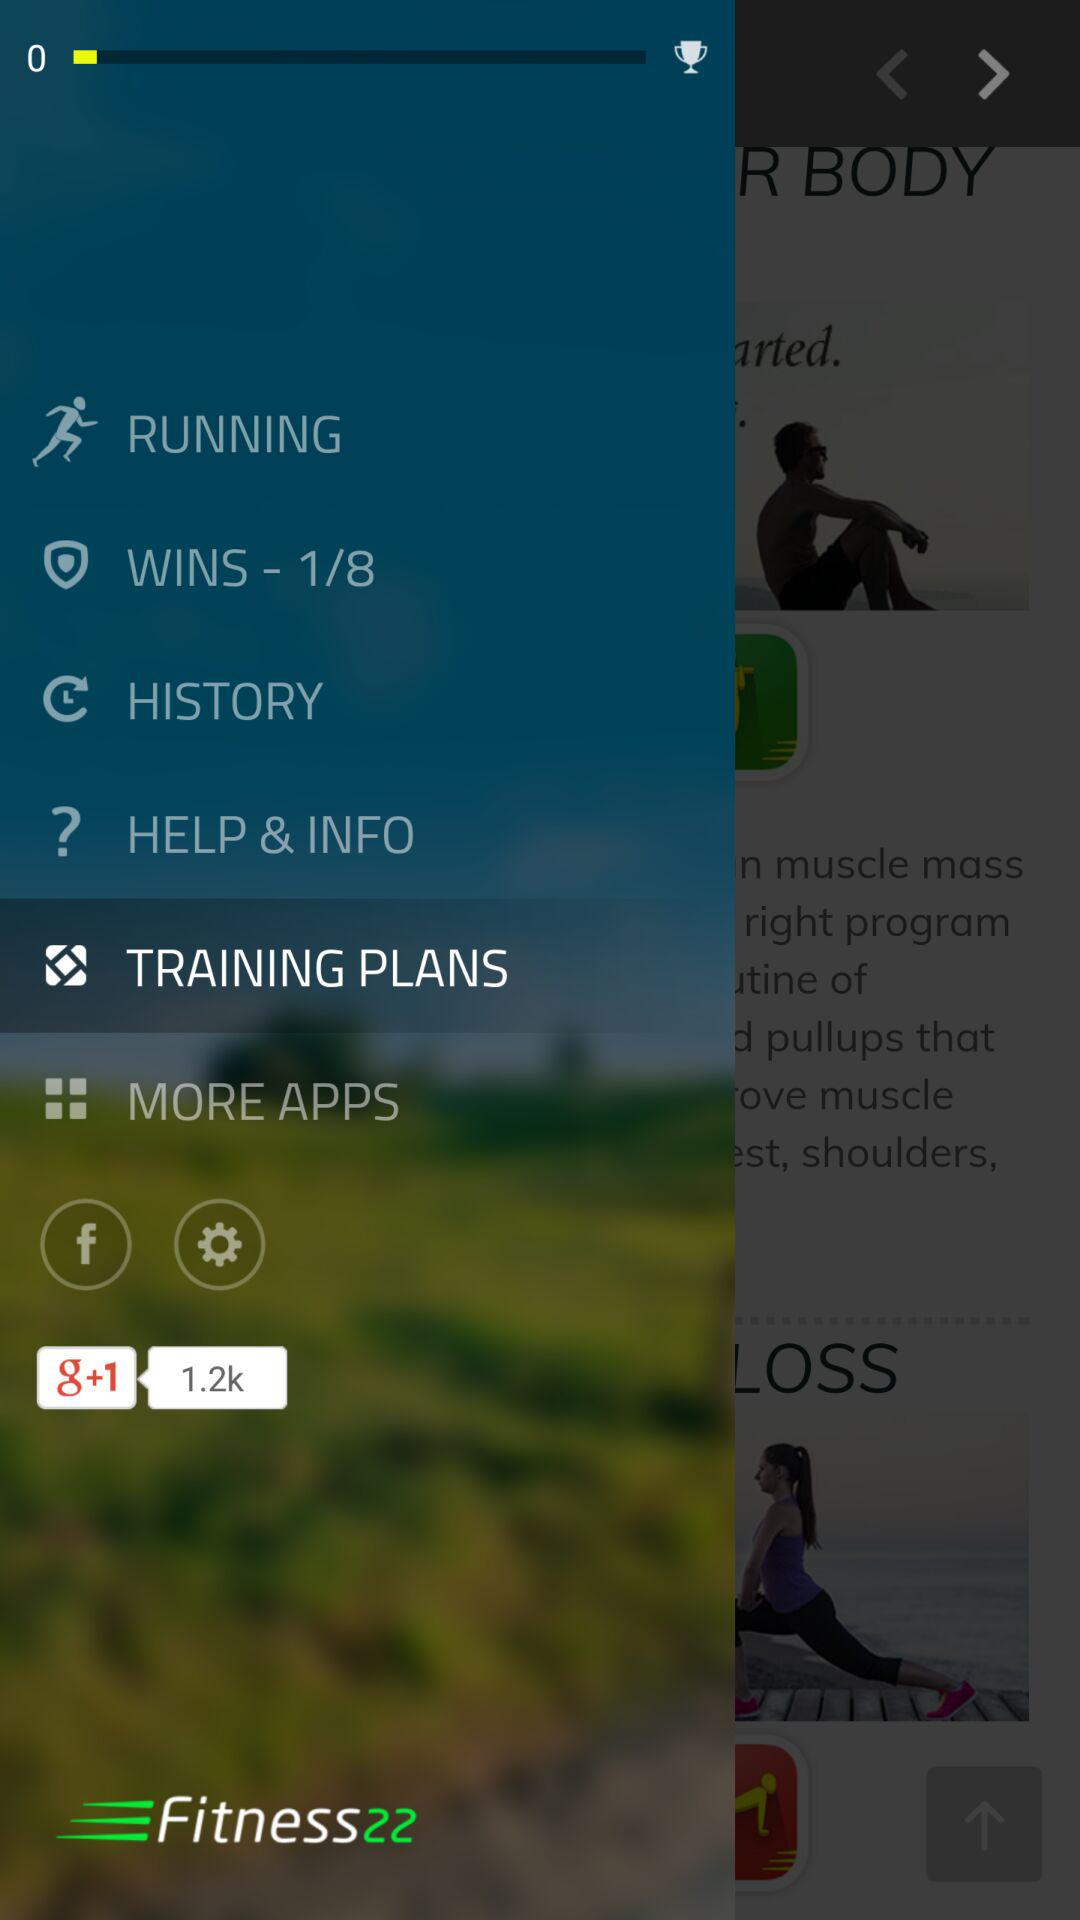 0
R BODY
arted.
RUNNING
WINS - 1/8
HISTORY
HELP & INFO
n muscle mass
right program
TRAINING PLANS
utine of
d pullups that
MORE APPS
rove muscle
est, shoulders,
f
g+1 1.2k
LOSS
Fitness22